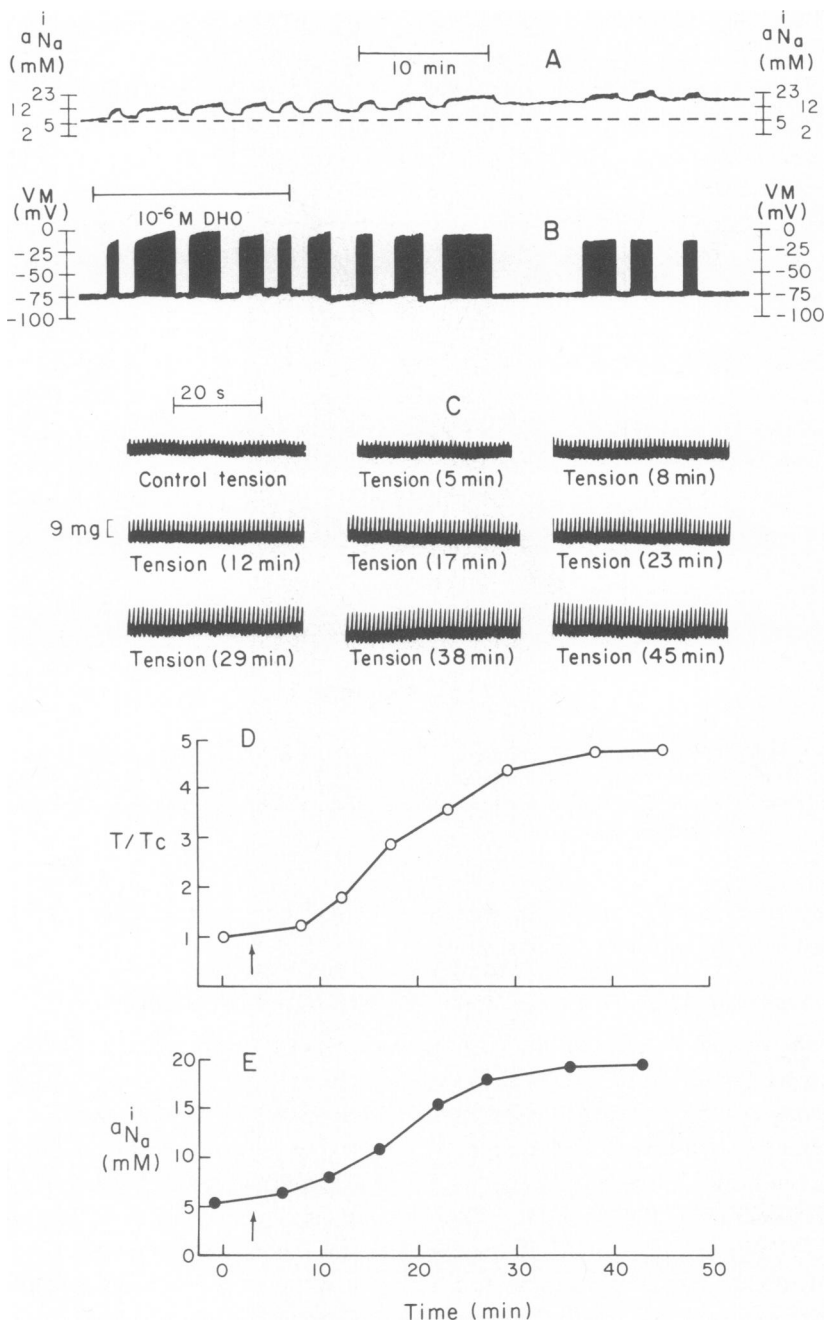 i
a Na
(mM)
23
12
5
2
10 min
A
i
a Na
(mM)
23
12
5
2
VM
(mV)
0
-25
-50
-75
-100
10-6 M DHO
B
VM
(mV)
0
-25
-50
-75
-100
20 s
C
Control tension
Tension (5 min)
Tension (8 min)
9 mg [
Tension (12 min)
Tension (17 min)
Tension (23 min)
Tension (29 min)
Tension (38 min)
Tension (45 min)
D
5
4
3
2
1
T/Tc
E
20
15
10
5
0
i
a Na
(mM)
0 10 20 30 40 50
Time (min)